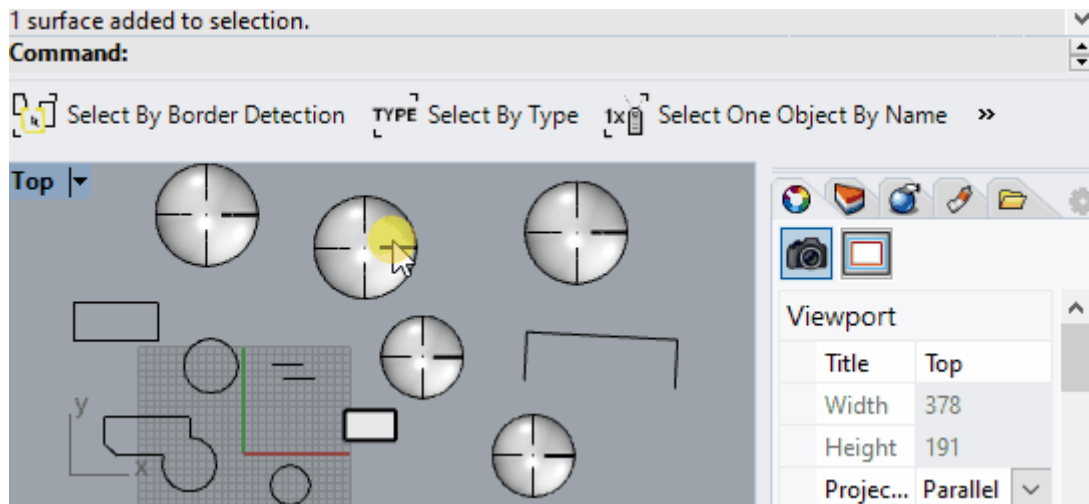 1 surface added to selection.
Command:
Select By Border Detection TYPE Select By Type 1x Select One Object By Name »
Top
y
x
Viewport
Title Top
Width 378
Height 191
Projec... Parallel